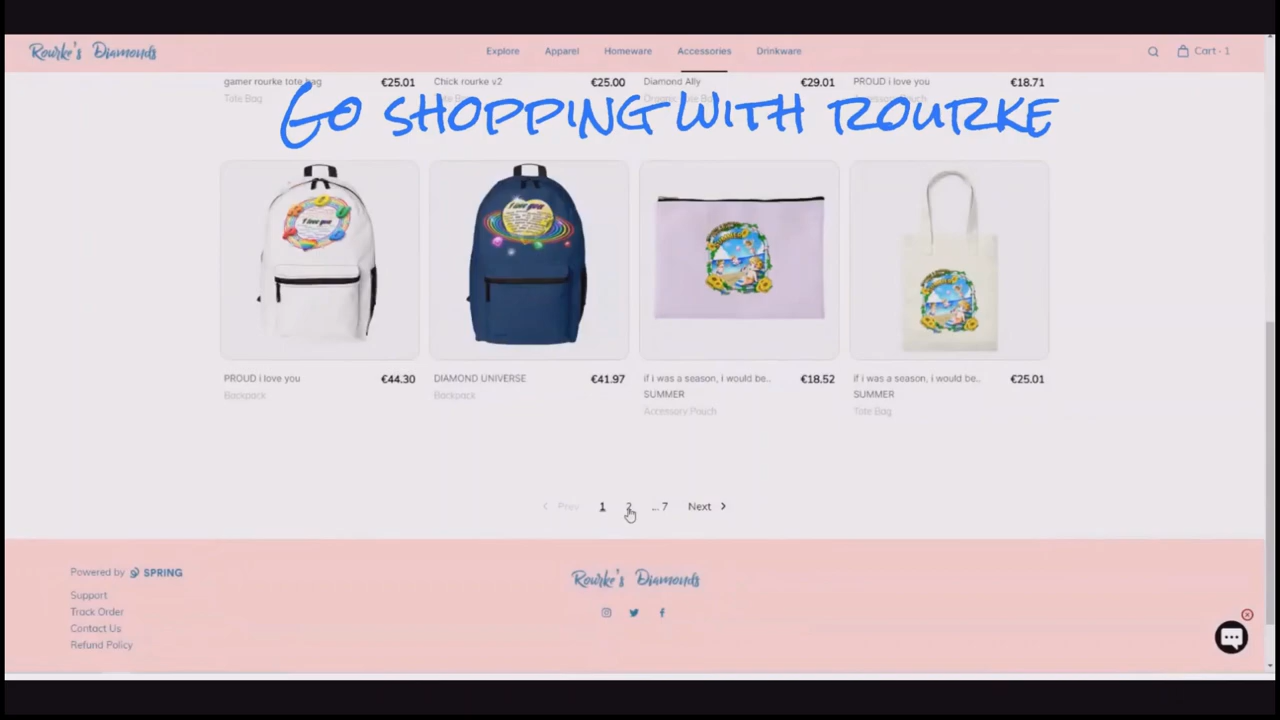 Rourke's Diamonds
Explore Apparel Homeware Accessories Drinkware
Cart - 1
gamer rourke tote bag €25.01 Chick rourke v2 €25.00 Diamond Ally €29.01 PROUD i love you €18.71
Tote Bag
GO SHOPPING WITH ROURKE
PROUD i love you €44.30 DIAMOND UNIVERSE €41.97 if i was a season, i would be.. €18.52 if i was a season, i would be.. €25.01
SUMMER SUMMER
Backpack Backpack Accessory Pouch Tote Bag
Prev 1 2 ... 7 Next
Powered by SPRING
Rourke's Diamonds
Support
Track Order
Contact Us
Refund Policy